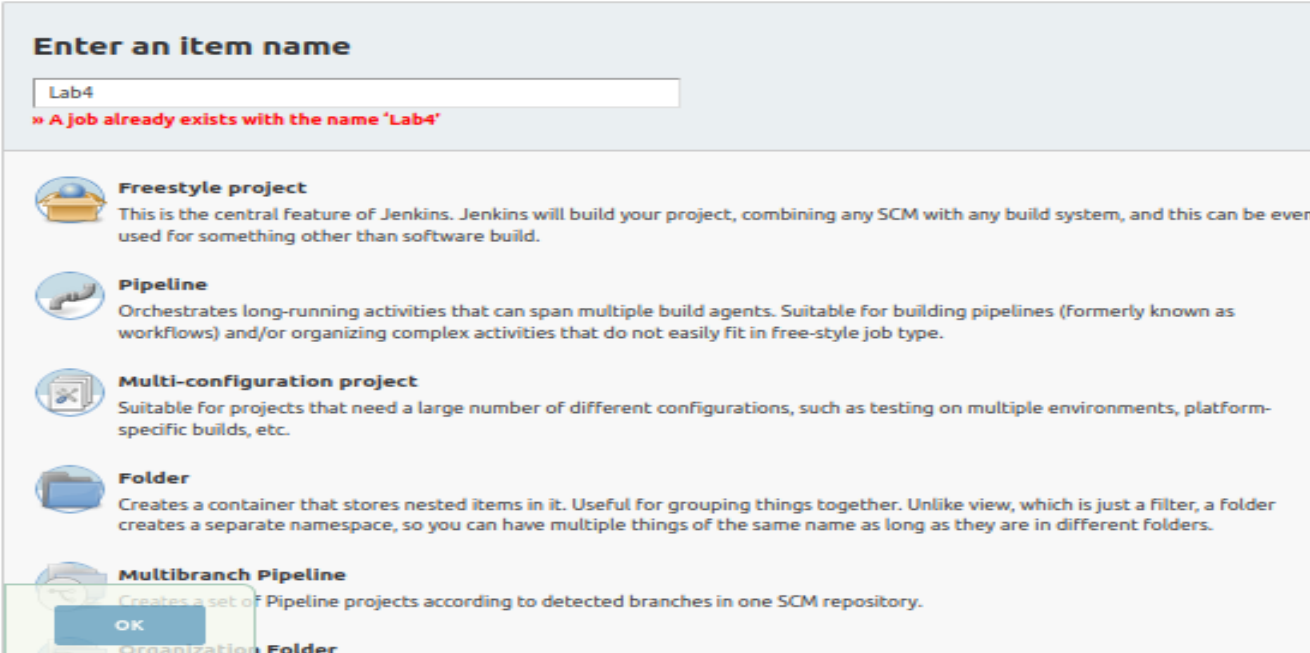 Enter an item name
Lab4
» A job already exists with the name ‘Lab4’
Freestyle project
This is the central feature of Jenkins. Jenkins will build your project, combining any SCM with any build system, and this can be even
used for something other than software build.
Pipeline
Orchestrates long-running activities that can span multiple build agents. Suitable for building pipelines (formerly known as
workflows) and/or organizing complex activities that do not easily fit in free-style job type.
Multi-configuration project
Suitable for projects that need a large number of different configurations, such as testing on multiple environments, platform-
specific builds, etc.
Folder
Creates a container that stores nested items in it. Useful for grouping things together. Unlike view, which is just a filter, a folder
creates a separate namespace, so you can have multiple things of the same name as long as they are in different folders.
Multibranch Pipeline
Creates a set of Pipeline projects according to detected branches in one SCM repository.
OK
Organization Folder